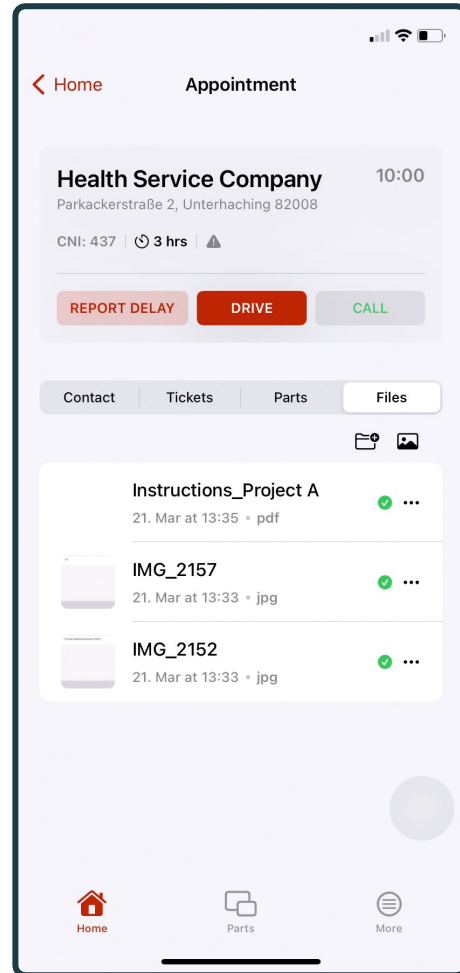 Home
Appointment
Health Service Company
10:00
Parkackerstraße 2, Unterhaching 82008
CNI: 437
3 hrs
REPORT DELAY
DRIVE
CALL
Contact
Tickets
Parts
Files
Instructions_Project A
21. Mar at 13:35 • pdf
IMG_2157
21. Mar at 13:33 • jpg
IMG_2152
21. Mar at 13:33 • jpg
Home
Parts
More